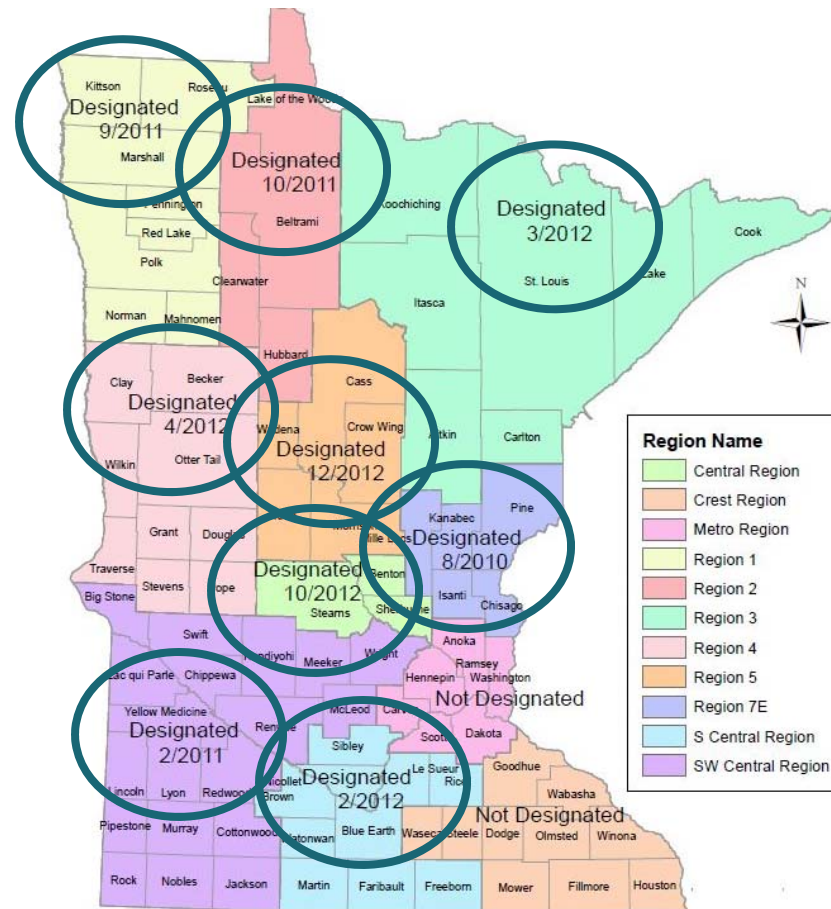 Kittson
Roseau
Lake of the Woods
Designated
9/2011
Marshall
Designated
10/2011
Koochiching
Designated
3/2012
Cook
Pennington
Beltrami
Red Lake
Polk
Clearwater
St. Louis
Lake
Itasca
N
Norman
Mahnomen
Hubbard
Clay
Becker
Cass
Designated
4/2012
Wadena
Crow Wing
Aitkin
Carlton
Designated
12/2012
Wilkin
Otter Tail
Region Name
Central Region
Crest Region
Metro Region
Region 1
Region 2
Region 3
Region 4
Region 5
Region 7E
S Central Region
SW Central Region
Pine
Kanabec
Grant
Douglas
Mille Lacs
Designated
8/2010
Traverse
Designated
10/2012
Benton
Stevens
Pope
Big Stone
Stearns
Sherburne
Isanti
Chisago
Swift
Kandiyohi
Meeker
Wright
Anoka
Ramsey
Hennepin
Washington
Lac qui Parle
Chippewa
Not Designated
Yellow Medicine
Renville
McLeod
Carver
Scott
Dakota
Designated
2/2011
Sibley
Lincoln
Lyon
Redwood
Nicollet
Brown
Designated
2/2012
Le Sueur
Rice
Goodhue
Wabasha
Not Designated
Pipestone
Murray
Cottonwood
Watonwan
Blue Earth
Waseca
Steele
Dodge
Olmsted
Winona
Rock
Nobles
Jackson
Martin
Faribault
Freeborn
Mower
Fillmore
Houston